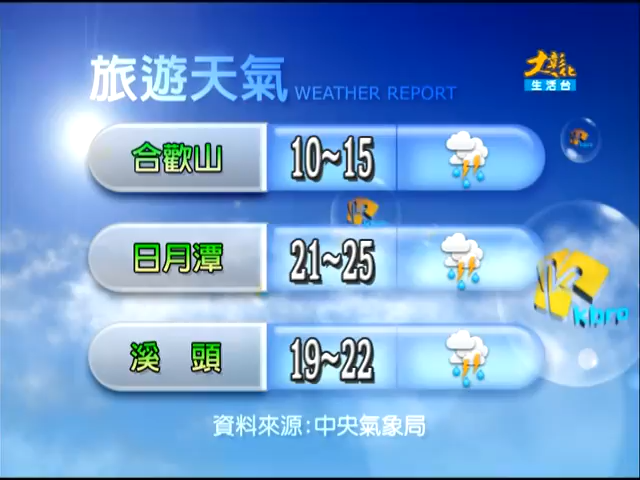 旅遊天氣 WEATHER REPORT
大彰化
生活台
合歡山 10~15
日月潭 21~25
溪 頭 19~22
kbro
資料來源:中央氣象局